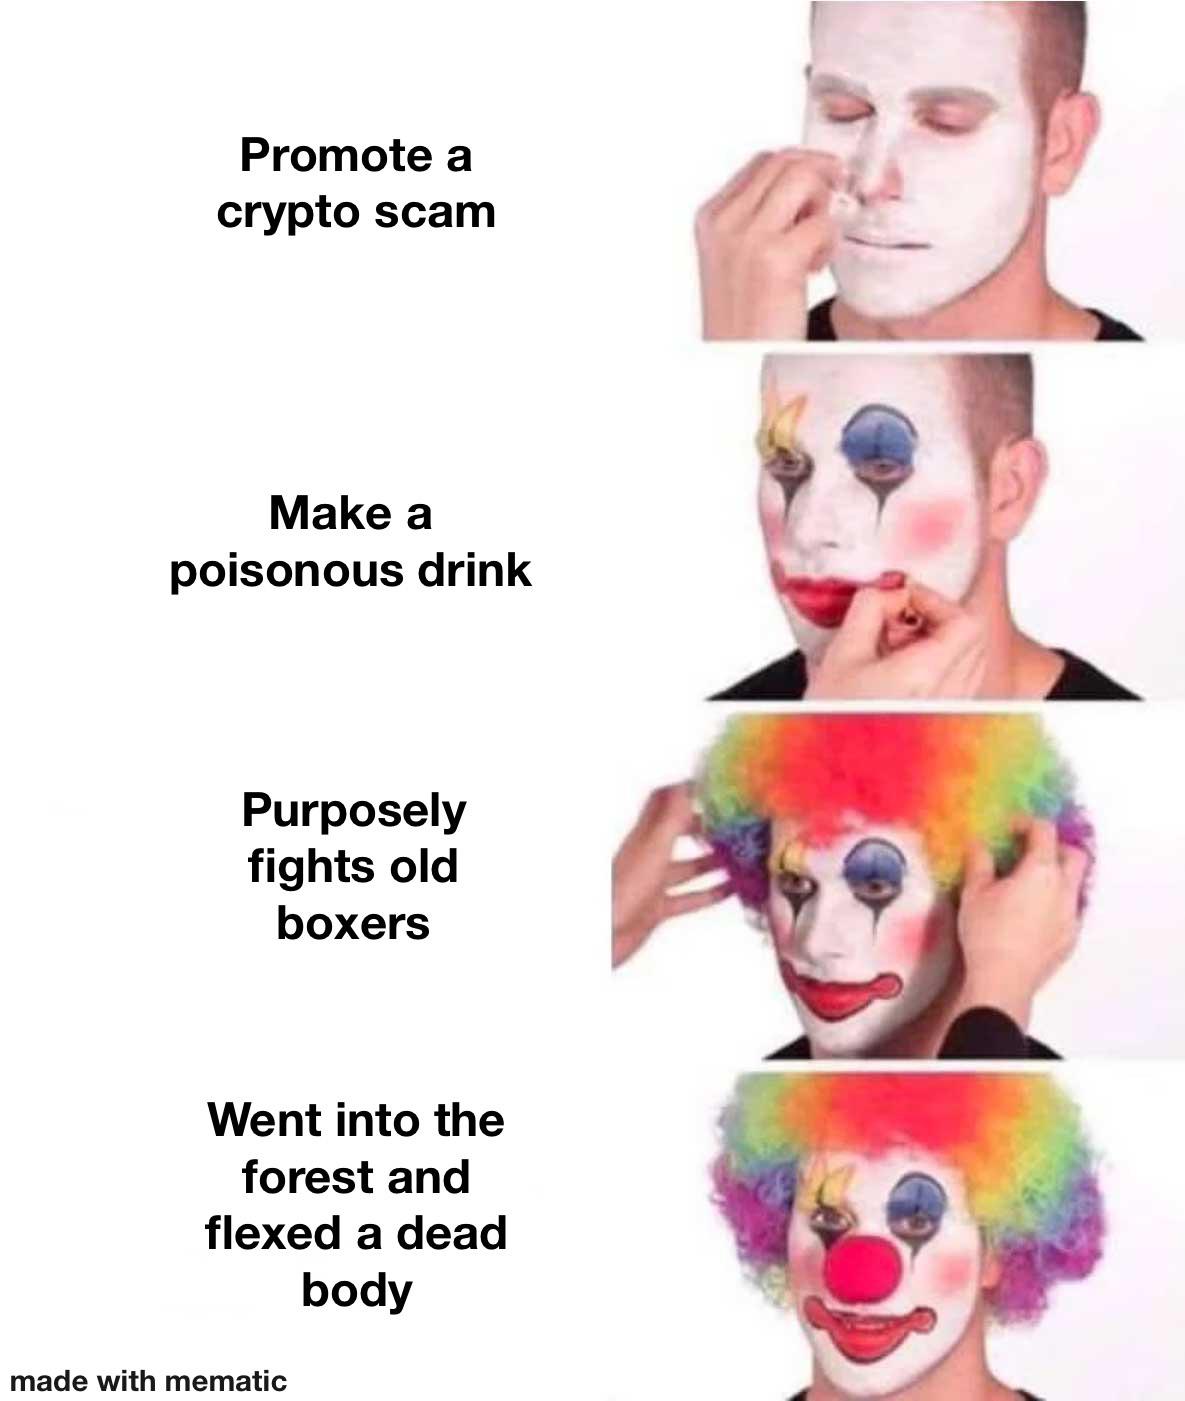 Promote a
crypto scam
Make a
poisonous drink
Purposely
fights old
boxers
Went into the
forest and
flexed a dead
body
made with mematic